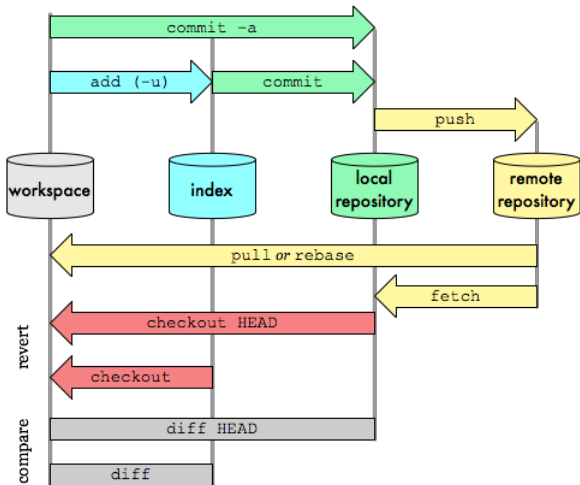 commit -a
add (-u)
commit
push
workspace
index
local
repository
remote
repository
pull or rebase
fetch
revert
checkout HEAD
checkout
compare
diff HEAD
diff